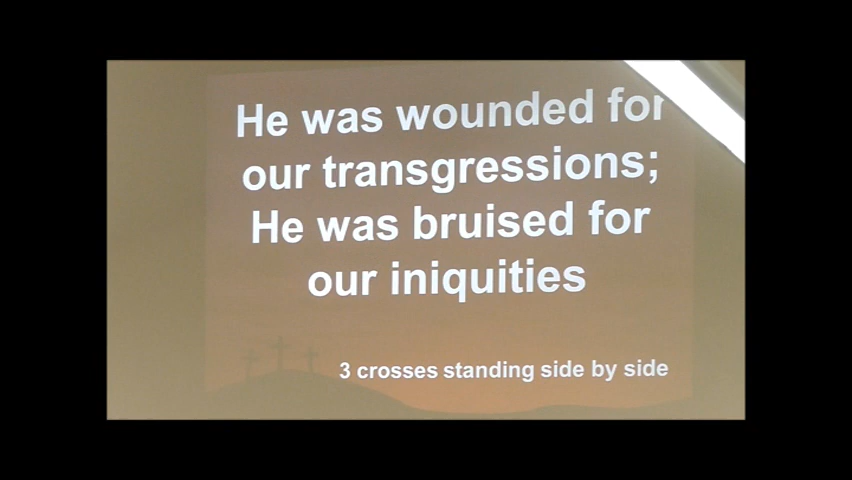 He was wounded for
our transgressions;
He was bruised for
our iniquities
3 crosses standing side by side